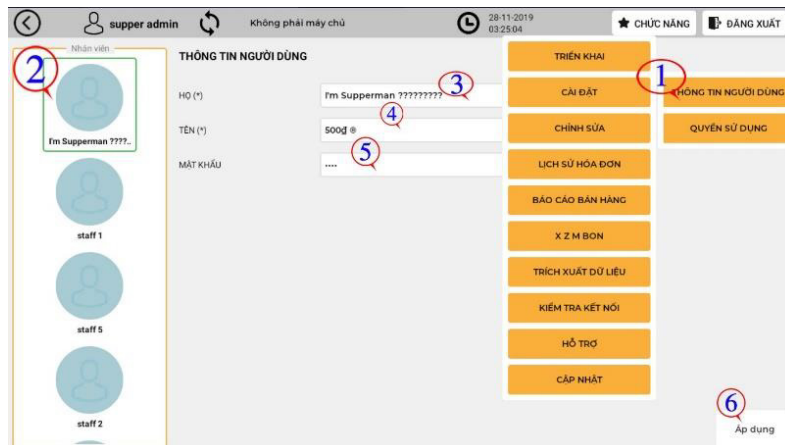 supper admin
Không phải máy chủ
28-11-2019
03:25:04
CHỨC NĂNG
ĐĂNG XUẤT
Nhân viên
2
I'm Supperman ????..
staff 1
staff 5
staff 2
THÔNG TIN NGƯỜI DÙNG
HỌ (*)
I'm Supperman ?????????
3
TÊN (*)
500₫ ®
4
MẬT KHẨU
....
5
TRIỂN KHAI
CÀI ĐẶT
CHỈNH SỬA
LỊCH SỬ HÓA ĐƠN
BÁO CÁO BÁN HÀNG
X Z M BON
TRÍCH XUẤT DỮ LIỆU
KIỂM TRA KẾT NỐI
HỖ TRỢ
CẬP NHẬT
1
THÔNG TIN NGƯỜI DÙNG
QUYỀN SỬ DỤNG
6
Áp dụng